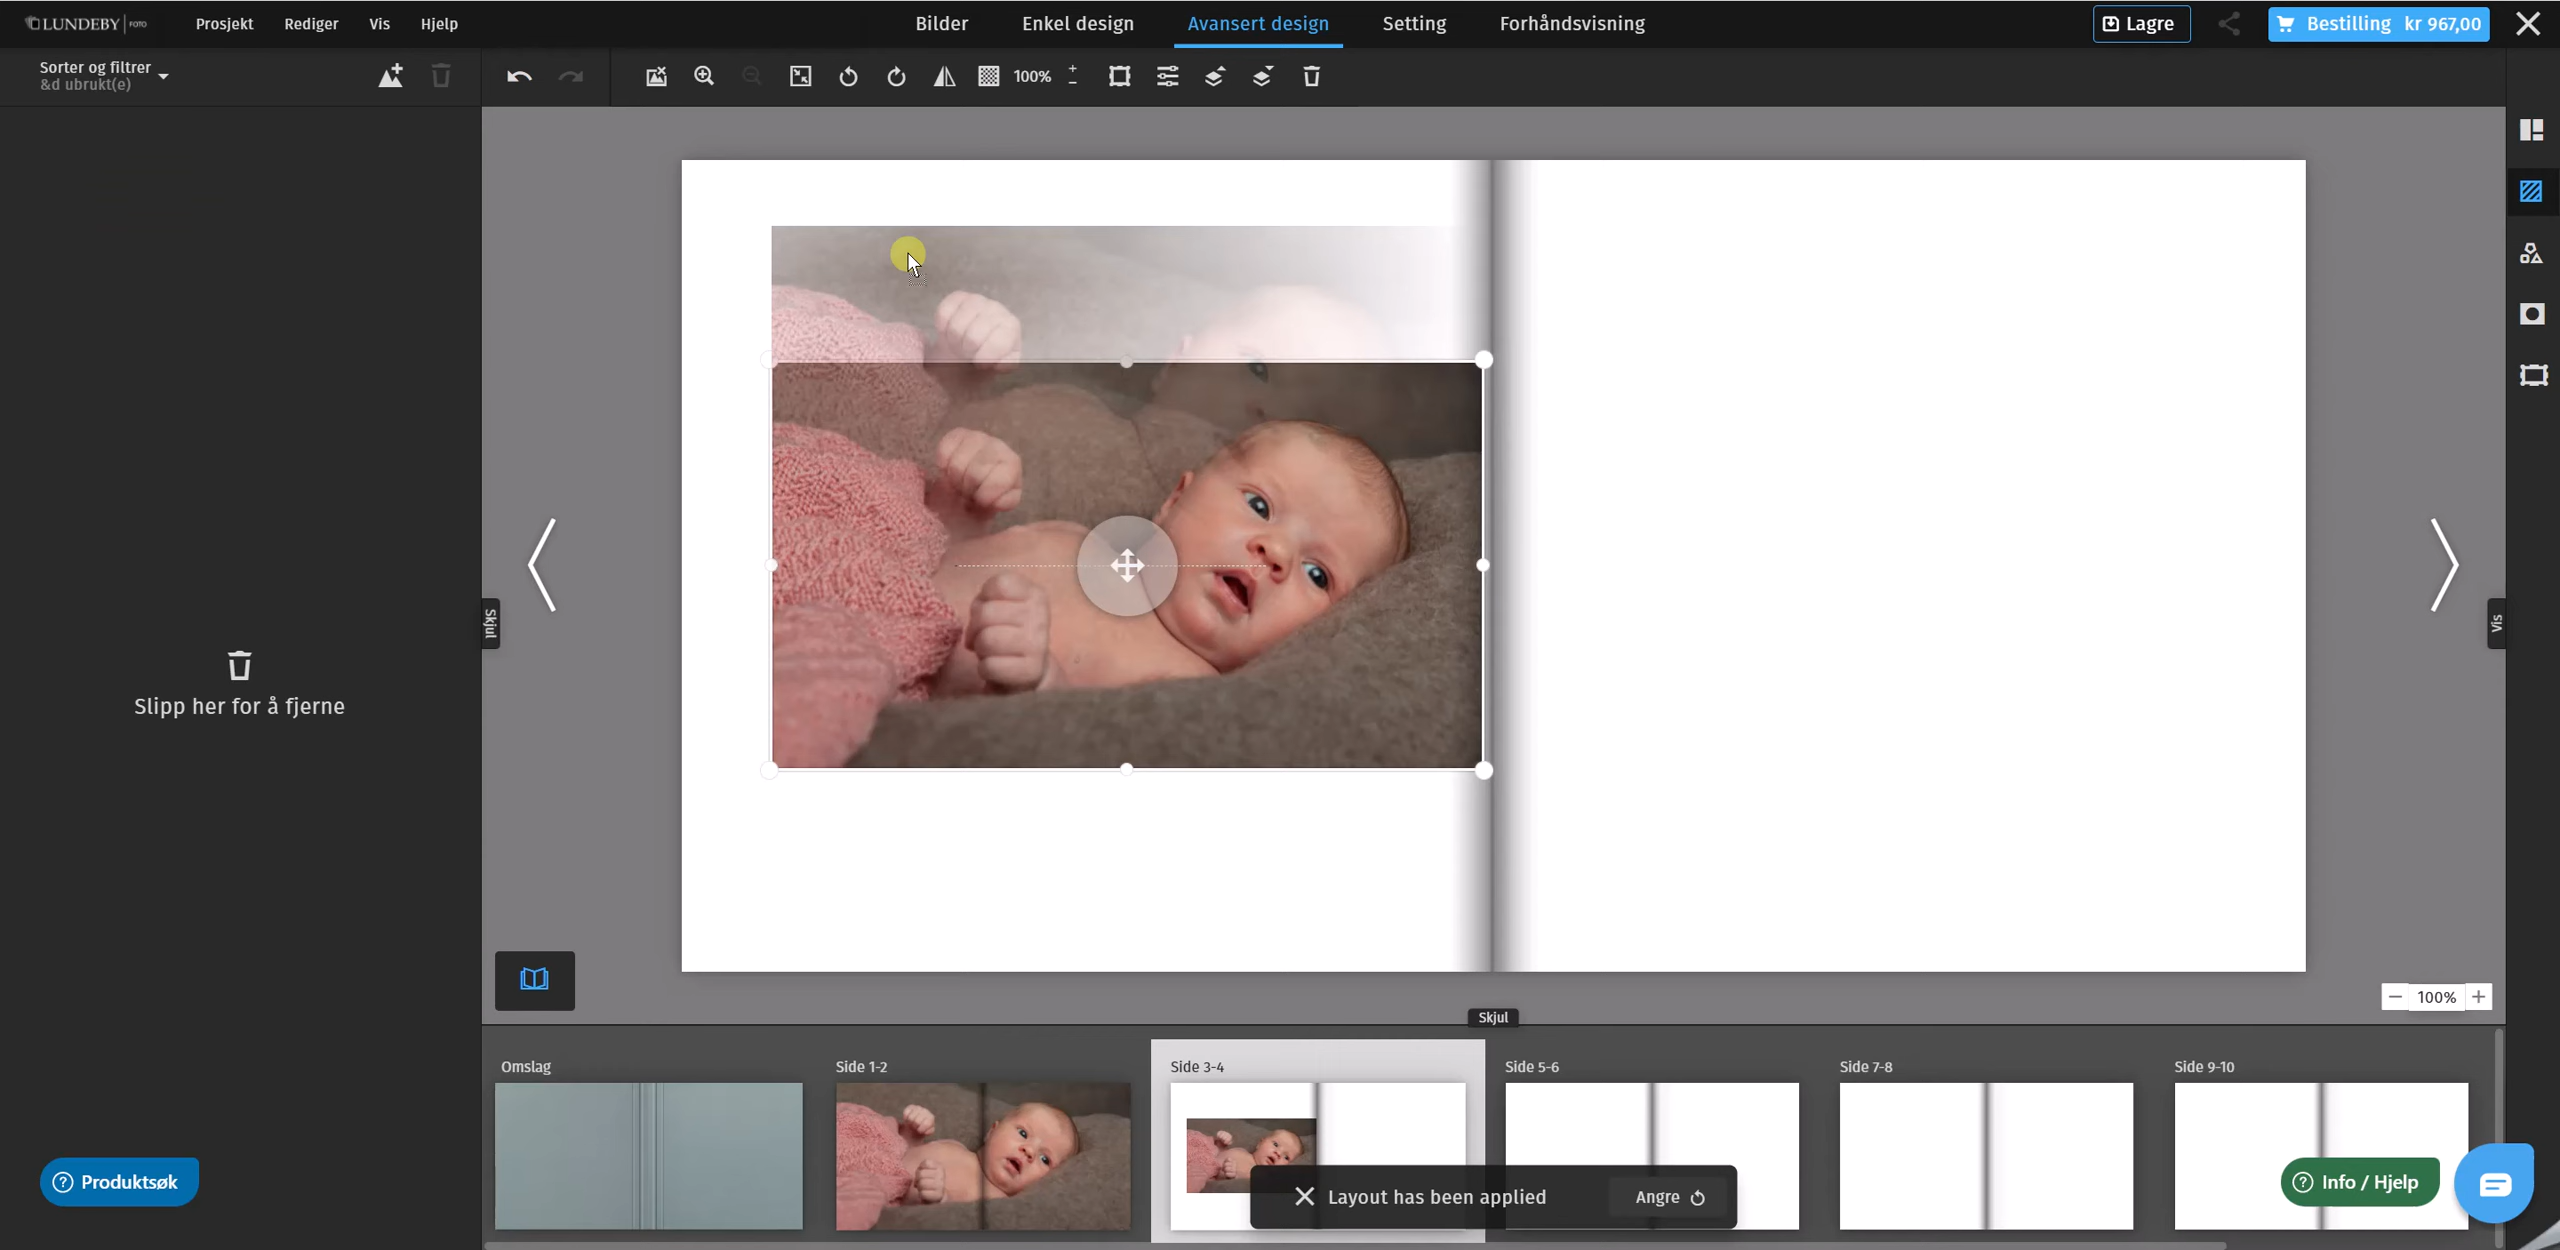 LUNDEBY FOTO
Prosjekt
Rediger
Vis
Hjelp
Bilder
Enkel design
Avansert design
Setting
Forhåndsvisning
Lagre
Bestilling kr 967,00
Sorter og filtrer
&d ubrukt(e)
100%
Skjul
Vis
Slipp her for å fjerne
100%
Skjul
Omslag
Side 1-2
Side 3-4
Side 5-6
Side 7-8
Side 9-10
Produktsøk
Layout has been applied
Angre
Info / Hjelp